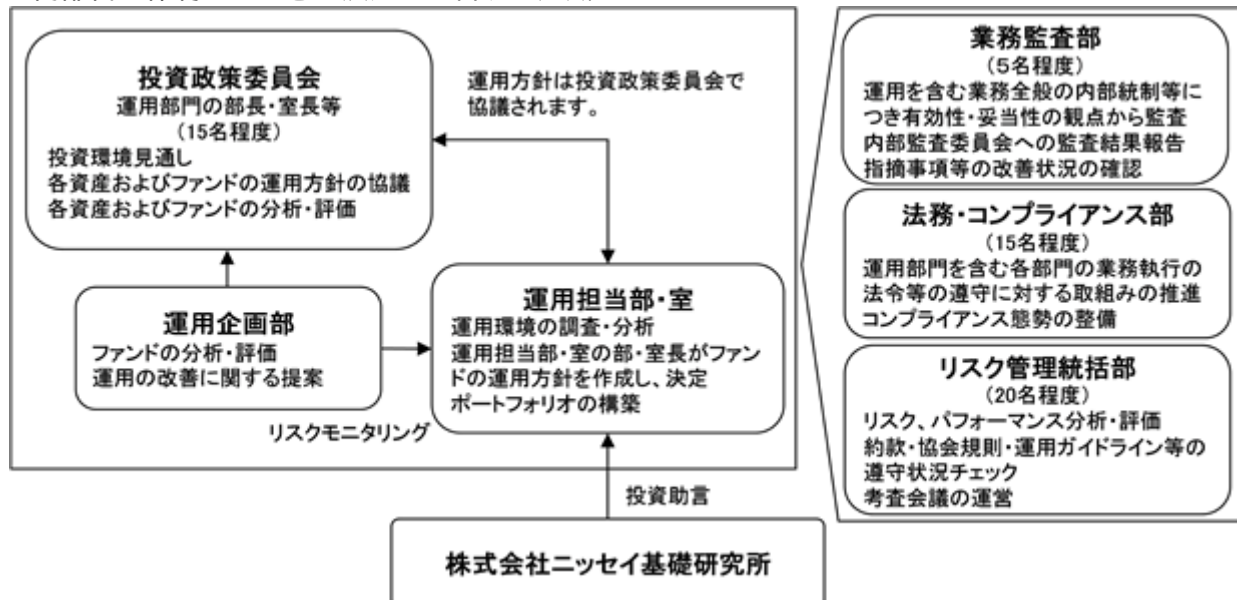 投資政策委員会
運用部門の部長・室長等
(15名程度)
投資環境見通し
各資産およびファンドの運用方針の協議
各資産およびファンドの分析・評価
運用方針は投資政策委員会で
協議されます。
運用企画部
ファンドの分析・評価
運用の改善に関する提案
運用担当部・室
運用環境の調査・分析
運用担当部・室の部・室長がファン
ドの運用方針を作成し、決定
ポートフォリオの構築
リスクモニタリング
投資助言
株式会社ニッセイ基礎研究所
業務監査部
(5名程度)
運用を含む業務全般の内部統制等に
つき有効性・妥当性の観点から監査
内部監査委員会への監査結果報告
指摘事項等の改善状況の確認
法務・コンプライアンス部
(15名程度)
運用部門を含む各部門の業務執行の
法令等の遵守に対する取組みの推進
コンプライアンス態勢の整備
リスク管理統括部
(20名程度)
リスク、パフォーマンス分析・評価
約款・協会規則・運用ガイドライン等の
遵守状況チェック
考査会議の運営